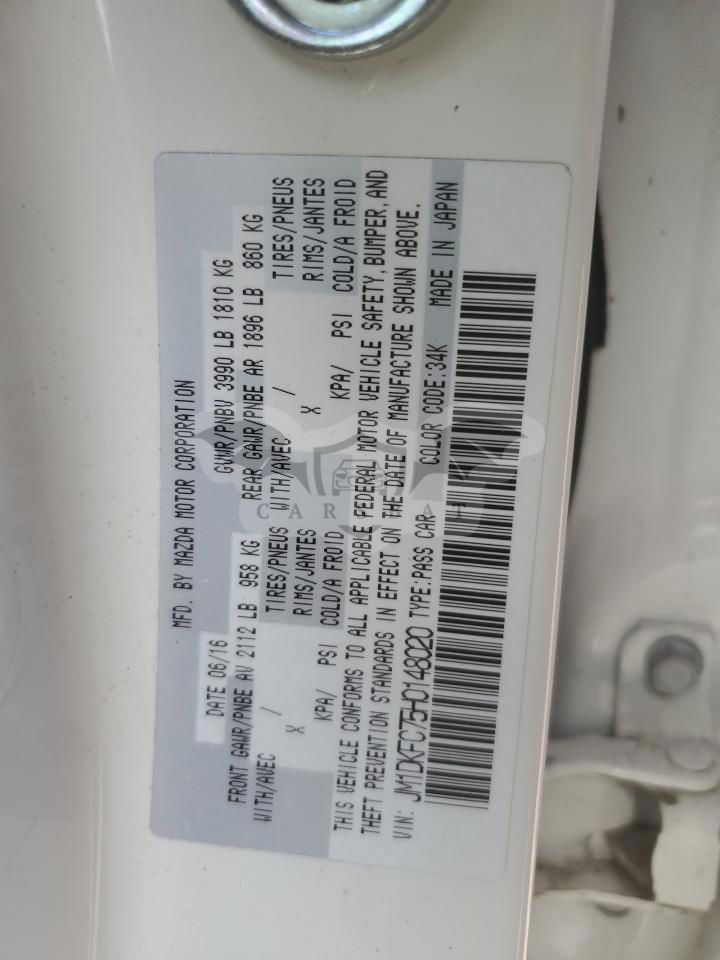 MFD. BY MAZDA MOTOR CORPORATION
DATE 06/16 GVWR/PNBV 3990 LB 1810 KG
FRONT GAWR/PNBE AV 2112 LB 958 KG REAR GAWR/PNBE AR 1896 LB 860 KG
WITH/AVEC / TIRES/PNEUS WITH/AVEC / TIRES/PNEUS
X RIMS/JANTES X RIMS/JANTES
KPA/ PSI COLD/A FROID KPA/ PSI COLD/A FROID
THIS VEHICLE CONFORMS TO ALL APPLICABLE FEDERAL MOTOR VEHICLE SAFETY, BUMPER, AND
THEFT PREVENTION STANDARDS IN EFFECT ON THE DATE OF MANUFACTURE SHOWN ABOVE.
VIN: JM1DKFC75H0148020 TYPE:PASS CAR COLOR CODE:34K MADE IN JAPAN